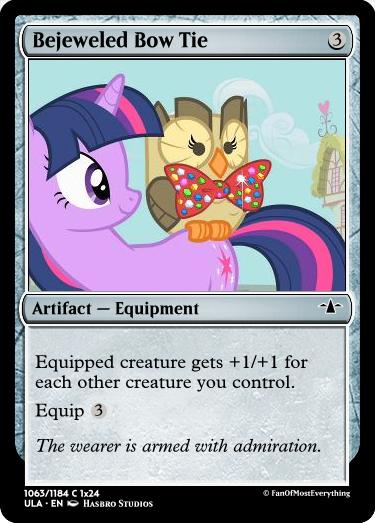 Bejeweled Bow Tie 3
Artifact — Equipment
Equipped creature gets +1/+1 for
each other creature you control.
Equip 3
The wearer is armed with admiration.
1063/1184 C 1x24
ULA • EN Hasbro Studios
© FanOfMostEverything